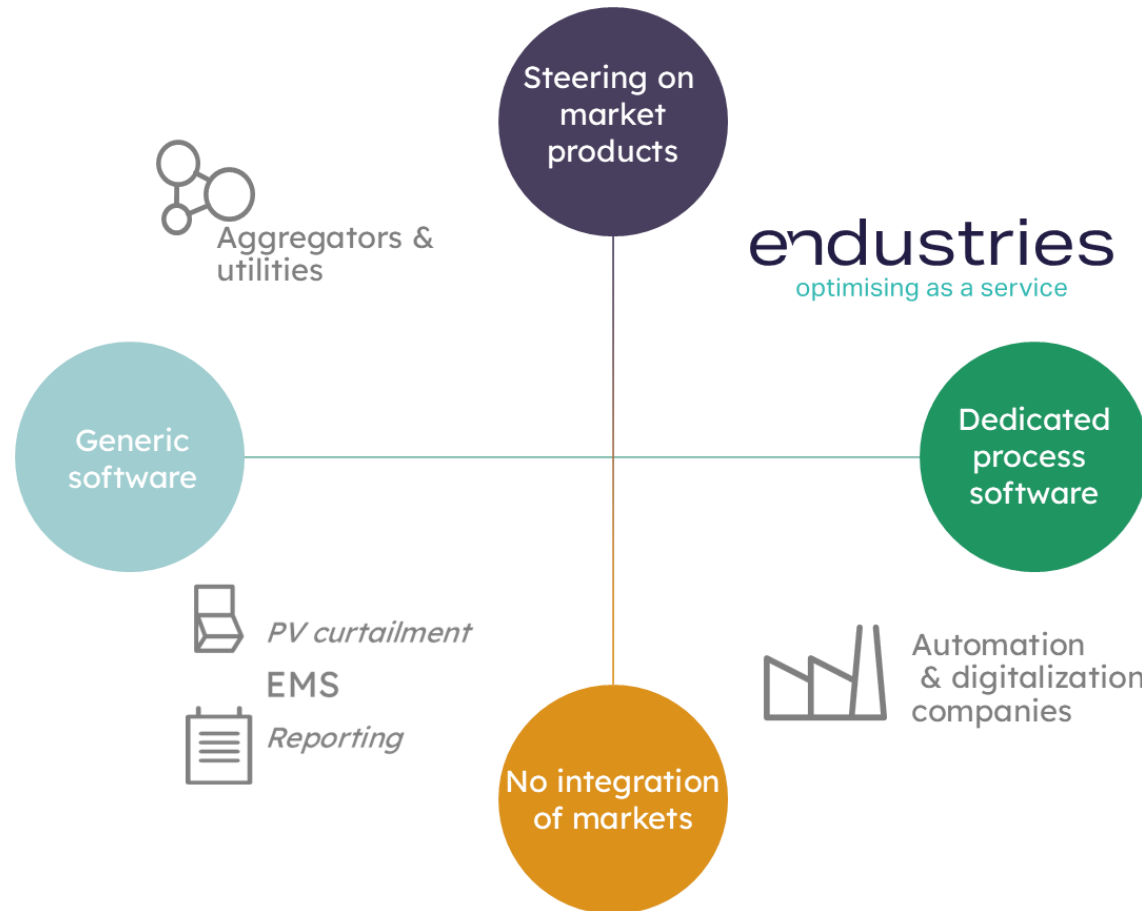 Steering on
market
products
Aggregators &
utilities
endustries
optimising as a service
Generic
software
Dedicated
process
software
PV curtailment
EMS
Reporting
Automation
& digitalization
companies
No integration
of markets